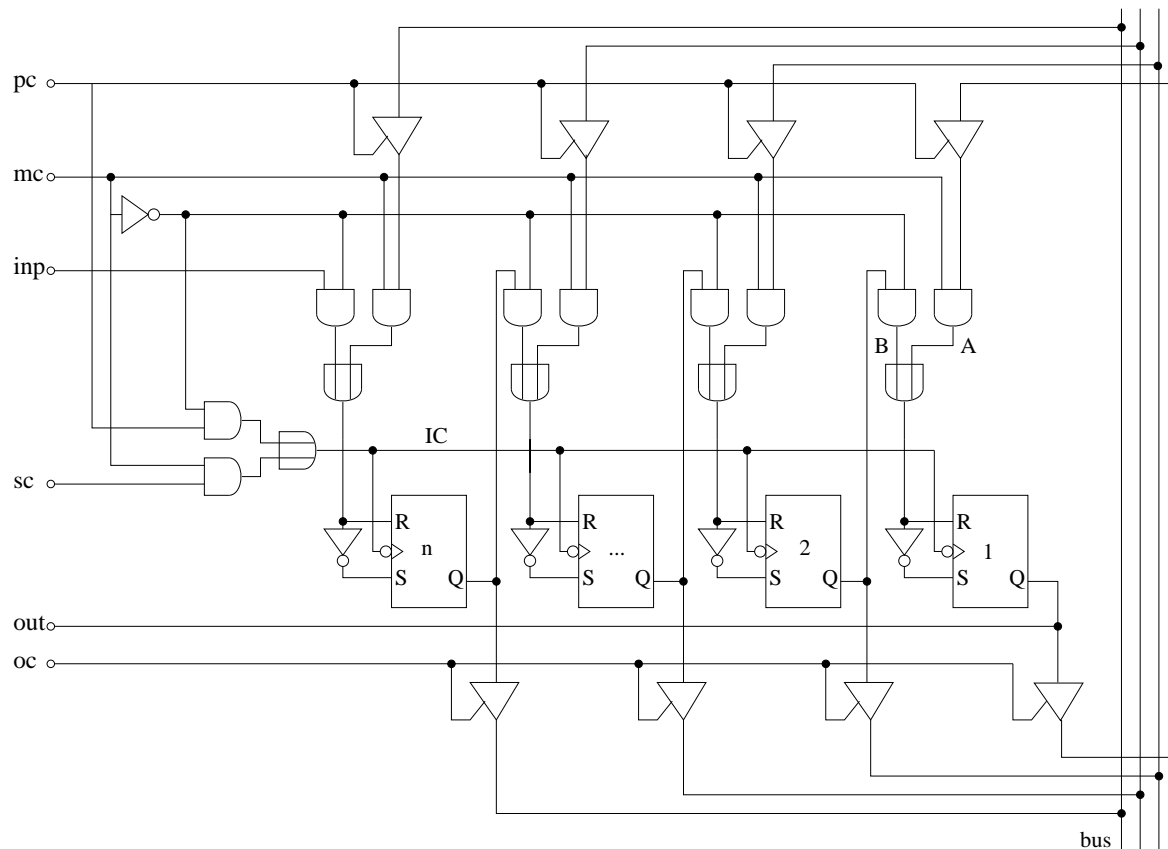 pc
mc
inp
B A
IC
sc
R R R R
n ... 2 1
S Q S Q S Q S Q
out
oc
bus